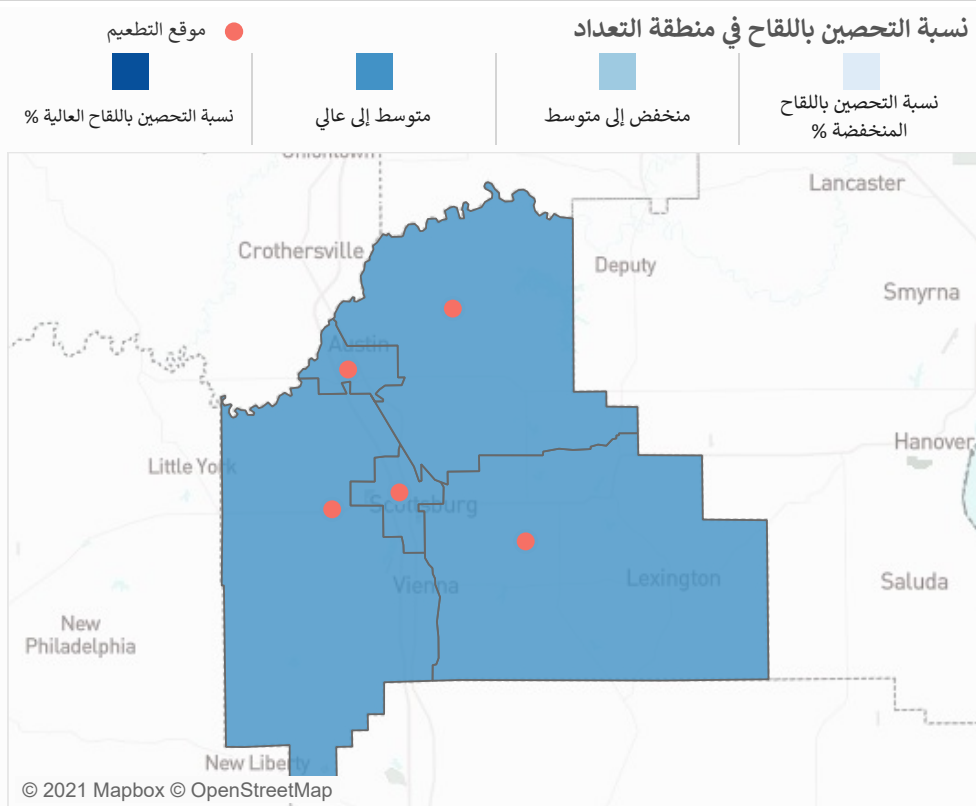 نسبة التحصين باللقاح في منطقة التعداد
موقع التطعيم
نسبة التحصين باللقاح
المنخفضة %
منخفض إلى متوسط
متوسط إلى عالي
نسبة التحصين باللقاح العالية %
Uniontown
Lancaster
Crothersville
Deputy
Smyrna
Austin
Hanover
Little York
Scottsburg
Vienna
Lexington
Saluda
New
Philadelphia
New Liberty
© 2021 Mapbox © OpenStreetMap